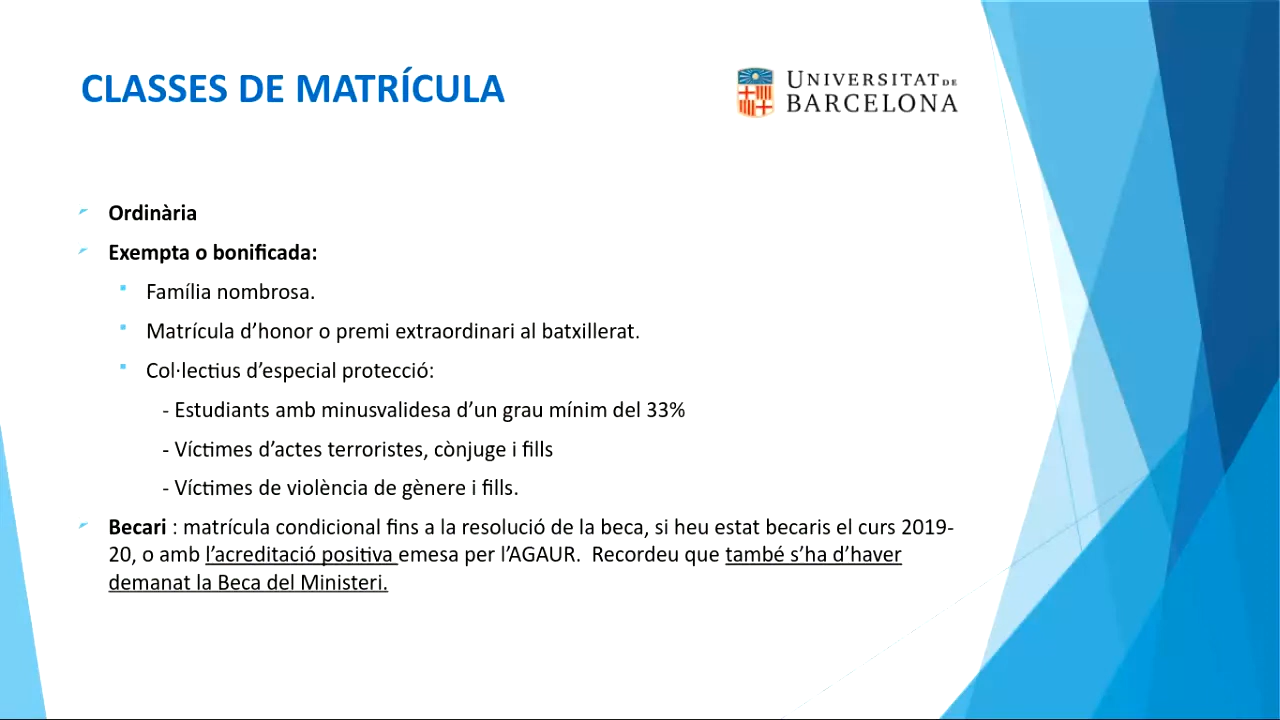 CLASSES DE MATRÍCULA
UNIVERSITAT DE
BARCELONA
Ordinària
Exempta o bonificada:
Família nombrosa.
Matrícula d’honor o premi extraordinari al batxillerat.
Col·lectius d’especial protecció:
- Estudiants amb minusvalidesa d’un grau mínim del 33%
- Víctimes d’actes terroristes, cònjuge i fills
- Víctimes de violència de gènere i fills.
Becari : matrícula condicional fins a la resolució de la beca, si heu estat becaris el curs 2019-
20, o amb l’acreditació positiva emesa per l’AGAUR.  Recordeu que també s’ha d’haver
demanat la Beca del Ministeri.